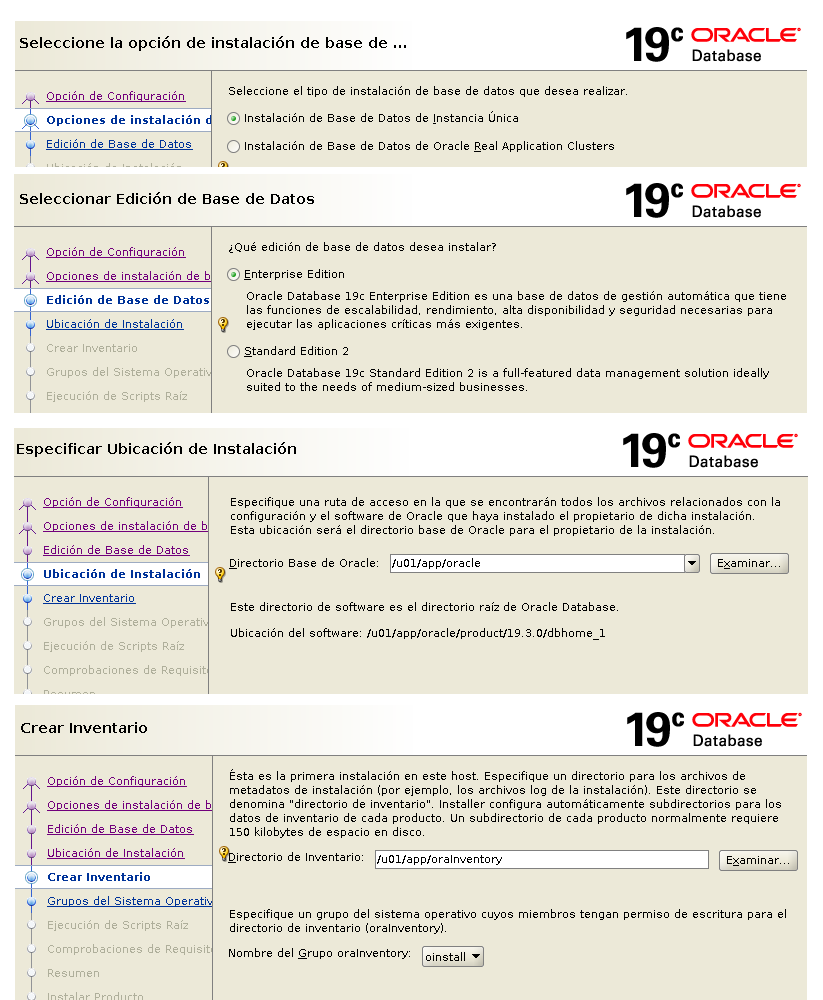 Seleccione la opción de instalación de base de ...
19c ORACLE
Database
Opción de Configuración
Opciones de instalación d
Edición de Base de Datos
Ubicación de Instalación
Seleccione el tipo de instalación de base de datos que desea realizar.
Instalación de Base de Datos de Instancia Única
Instalación de Base de Datos de Oracle Real Application Clusters
Seleccionar Edición de Base de Datos
19c ORACLE
Database
Opción de Configuración
Opciones de instalación de b
Edición de Base de Datos
Ubicación de Instalación
Crear Inventario
Grupos del Sistema Operativ
Ejecución de Scripts Raíz
¿Qué edición de base de datos desea instalar?
Enterprise Edition
Oracle Database 19c Enterprise Edition es una base de datos de gestión automática que tiene
las funciones de escalabilidad, rendimiento, alta disponibilidad y seguridad necesarias para
ejecutar las aplicaciones críticas más exigentes.
Standard Edition 2
Oracle Database 19c Standard Edition 2 is a full-featured data management solution ideally
suited to the needs of medium-sized businesses.
Especificar Ubicación de Instalación
19c ORACLE
Database
Opción de Configuración
Opciones de instalación de b
Edición de Base de Datos
Ubicación de Instalación
Crear Inventario
Grupos del Sistema Operativ
Ejecución de Scripts Raíz
Comprobaciones de Requisit
Resumen
Especifique una ruta de acceso en la que se encontrarán todos los archivos relacionados con la
configuración y el software de Oracle que haya instalado el propietario de dicha instalación.
Esta ubicación será el directorio base de Oracle para el propietario de la instalación.
Directorio Base de Oracle: /u01/app/oracle Examinar...
Este directorio de software es el directorio raíz de Oracle Database.
Ubicación del software: /u01/app/oracle/product/19.3.0/dbhome_1
Crear Inventario
19c ORACLE
Database
Opción de Configuración
Opciones de instalación de b
Edición de Base de Datos
Ubicación de Instalación
Crear Inventario
Grupos del Sistema Operativ
Ejecución de Scripts Raíz
Comprobaciones de Requisit
Resumen
Instalar Producto
Ésta es la primera instalación en este host. Especifique un directorio para los archivos de
metadatos de instalación (por ejemplo, los archivos log de la instalación). Este directorio se
denomina "directorio de inventario". Installer configura automáticamente subdirectorios para los
datos de inventario de cada producto. Un subdirectorio de cada producto normalmente requiere
150 kilobytes de espacio en disco.
Directorio de Inventario: /u01/app/oraInventory Examinar...
Especifique un grupo del sistema operativo cuyos miembros tengan permiso de escritura para el
directorio de inventario (oraInventory).
Nombre del Grupo oraInventory: oinstall